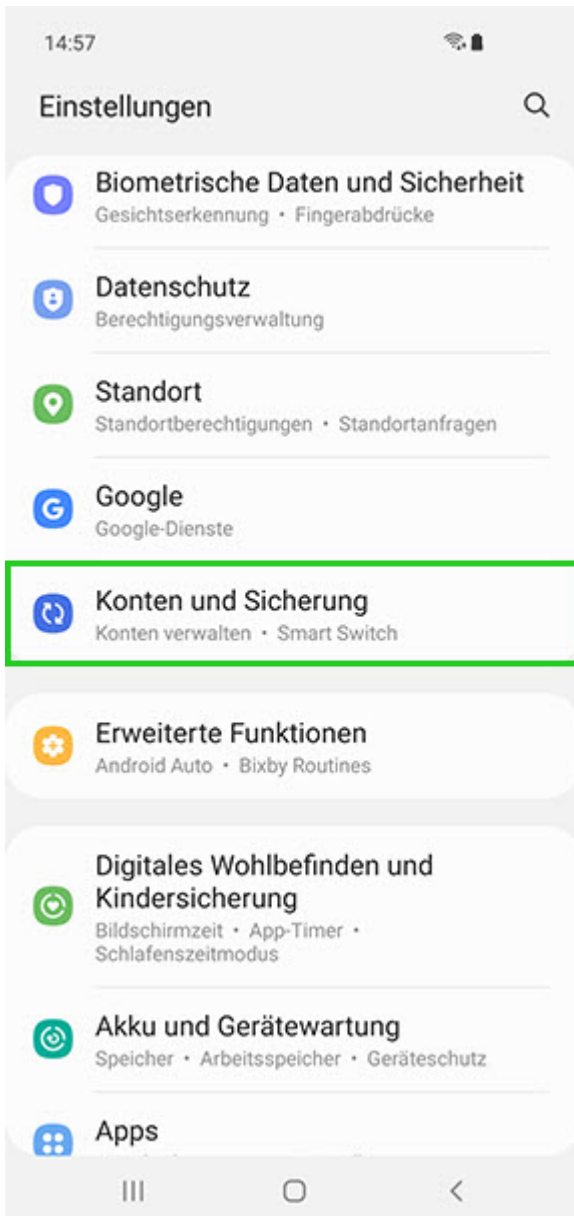 14:57
Einstellungen
Biometrische Daten und Sicherheit
Gesichtserkennung • Fingerabdrücke
Datenschutz
Berechtigungsverwaltung
Standort
Standortberechtigungen • Standortanfragen
Google
Google-Dienste
Konten und Sicherung
Konten verwalten • Smart Switch
Erweiterte Funktionen
Android Auto • Bixby Routines
Digitales Wohlbefinden und
Kindersicherung
Bildschirmzeit • App-Timer •
Schlafenszeitmodus
Akku und Gerätewartung
Speicher • Arbeitsspeicher • Geräteschutz
Apps